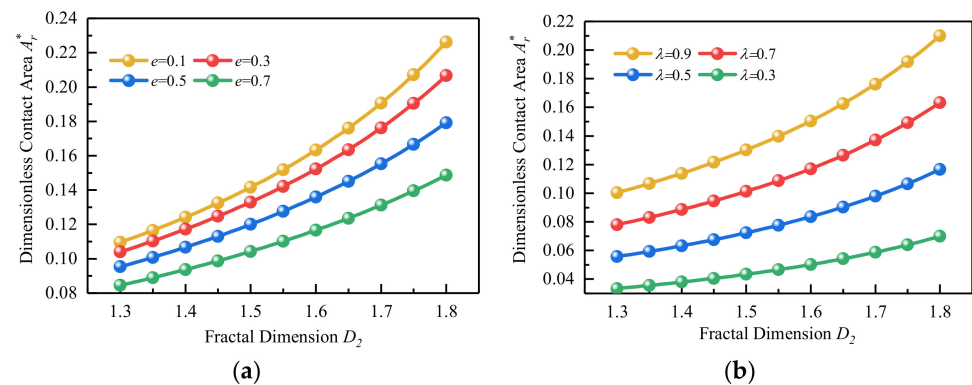 Dimensionless Contact Area A_r^*
0.24
0.22
0.20
0.18
0.16
0.14
0.12
0.10
0.08
e=0.1 e=0.3
e=0.5 e=0.7
1.3 1.4 1.5 1.6 1.7 1.8
Fractal Dimension D_2
(a)
Dimensionless Contact Area A_r^*
0.22
0.20
0.18
0.16
0.14
0.12
0.10
0.08
0.06
0.04
λ=0.9 λ=0.7
λ=0.5 λ=0.3
1.3 1.4 1.5 1.6 1.7 1.8
Fractal Dimension D_2
(b)